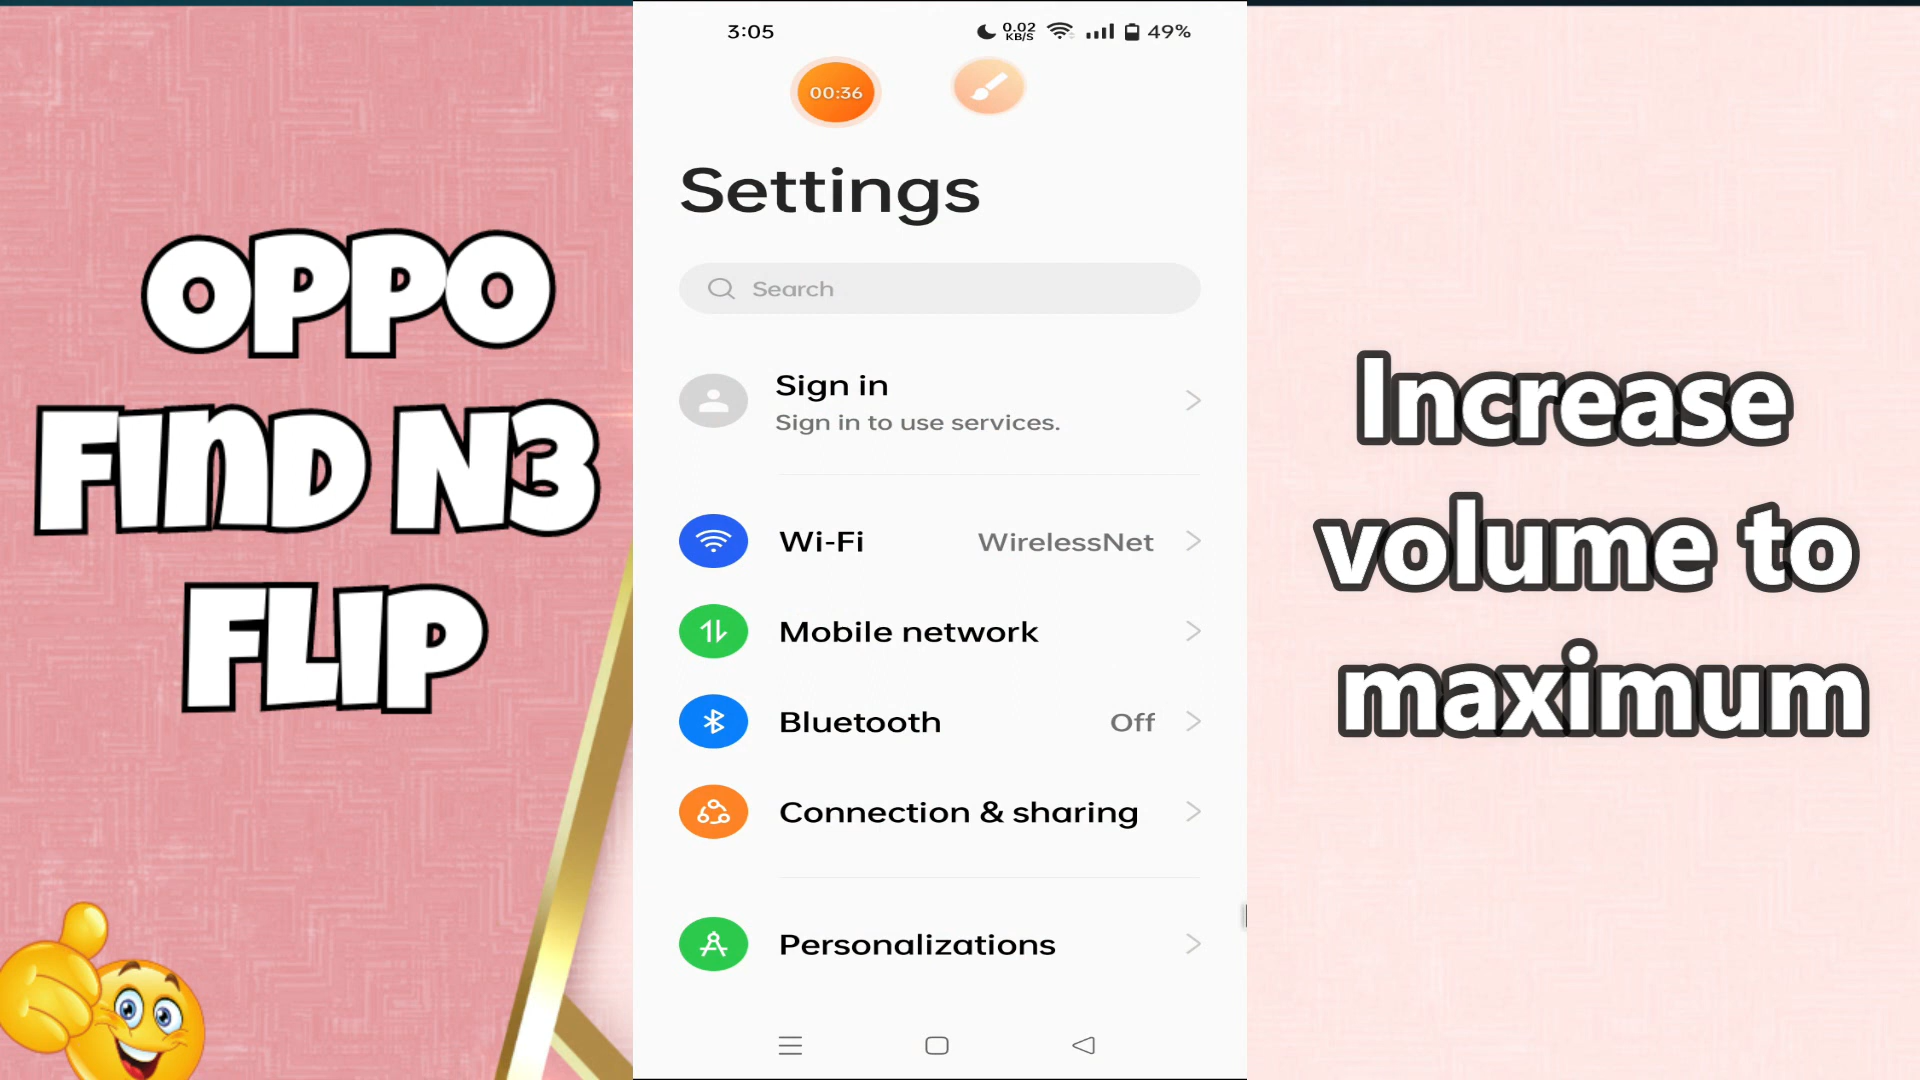 OPPO
FIND N3
FLIP
3:05
0.02
KB/S
49%
00:36
Settings
Search
Sign in
Sign in to use services.
Wi-Fi
WirelessNet
Mobile network
Bluetooth
Off
Connection & sharing
Personalizations
Increase
volume to
maximum